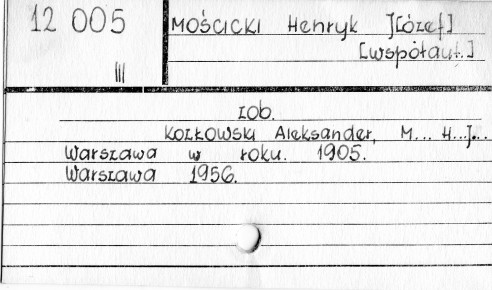 12 005
III
MOŚCICKI Henryk J[ózef]
[współaut.]
zob.
KOZŁOWSKI Aleksander, M... H...J...
Warszawa w roku. 1905.
Warszawa 1956.